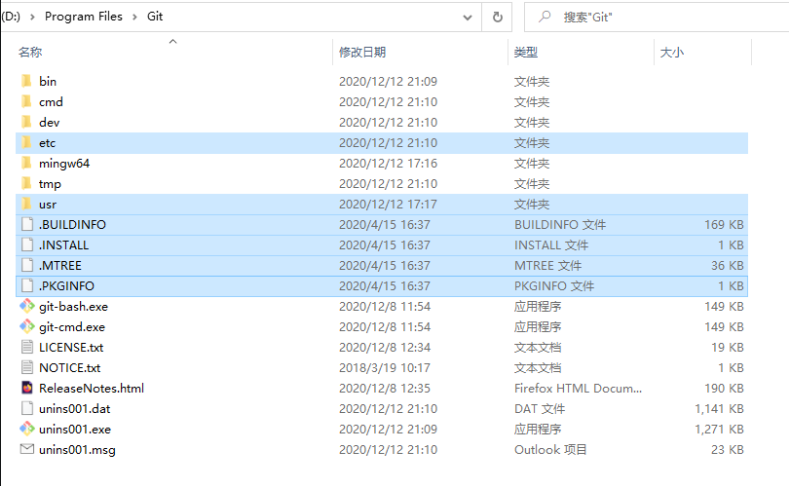 (D:) › Program Files › Git 搜索"Git"
名称 修改日期 类型 大小
bin 2020/12/12 21:09 文件夹
cmd 2020/12/12 21:10 文件夹
dev 2020/12/12 21:10 文件夹
etc 2020/12/12 21:10 文件夹
mingw64 2020/12/12 17:16 文件夹
tmp 2020/12/12 21:10 文件夹
usr 2020/12/12 17:17 文件夹
.BUILDINFO 2020/4/15 16:37 BUILDINFO 文件 169 KB
.INSTALL 2020/4/15 16:37 INSTALL 文件 1 KB
.MTREE 2020/4/15 16:37 MTREE 文件 36 KB
.PKGINFO 2020/4/15 16:37 PKGINFO 文件 1 KB
git-bash.exe 2020/12/8 11:54 应用程序 149 KB
git-cmd.exe 2020/12/8 11:54 应用程序 149 KB
LICENSE.txt 2020/12/8 12:34 文本文档 19 KB
NOTICE.txt 2018/3/19 10:17 文本文档 1 KB
ReleaseNotes.html 2020/12/8 12:35 Firefox HTML Docum... 190 KB
unins001.dat 2020/12/12 21:10 DAT 文件 1,141 KB
unins001.exe 2020/12/12 21:09 应用程序 1,271 KB
unins001.msg 2020/12/12 21:10 Outlook 项目 23 KB